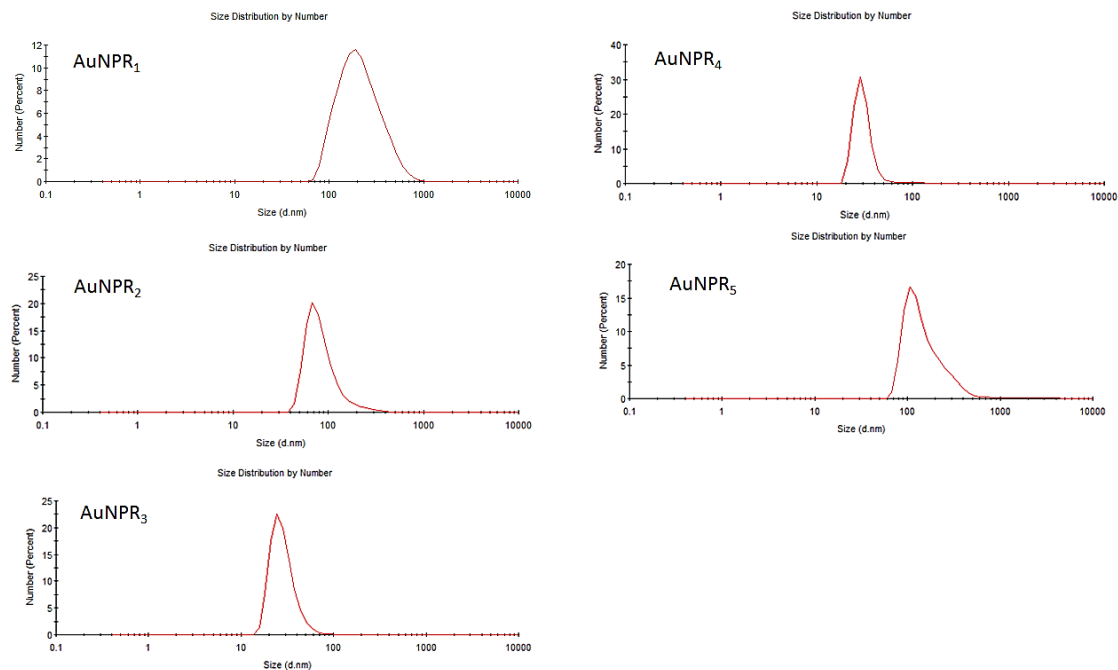 Size Distribution by Number
AuNPR₁
Number (Percent)
12
10
8
6
4
2
0
0.1 1 10 100 1000 10000
Size (d.nm)
Size Distribution by Number
AuNPR₂
Number (Percent)
25
20
15
10
5
0
0.1 1 10 100 1000 10000
Size (d.nm)
Size Distribution by Number
AuNPR₃
Number (Percent)
25
20
15
10
5
0
0.1 1 10 100 1000 10000
Size (d.nm)
Size Distribution by Number
AuNPR₄
Number (Percent)
40
30
20
10
0
0.1 1 10 100 1000 10000
Size (d.nm)
Size Distribution by Number
AuNPR₅
Number (Percent)
20
15
10
5
0
0.1 1 10 100 1000 10000
Size (d.nm)